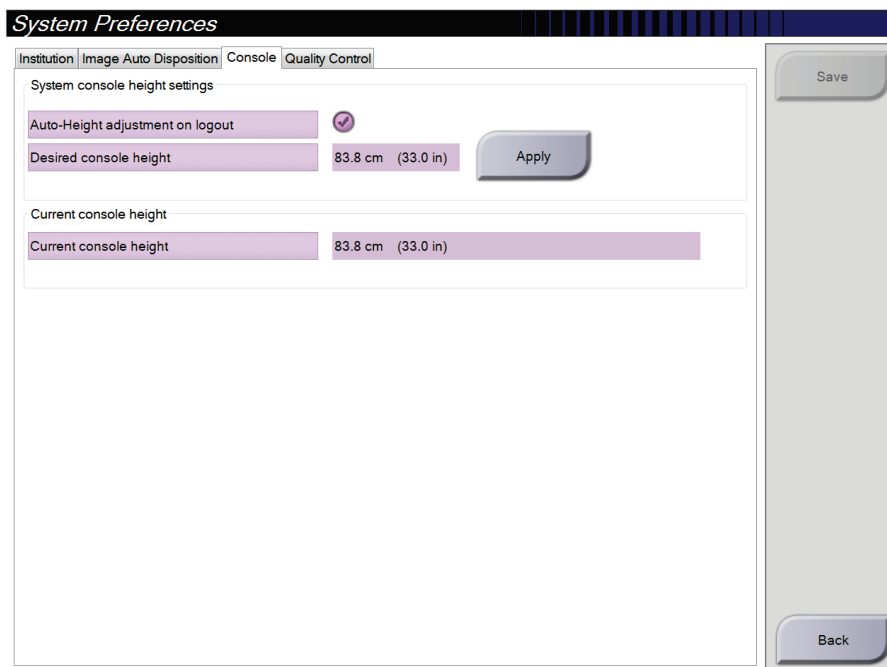 System Preferences
Institution Image Auto Disposition Console Quality Control
Save
System console height settings
Auto-Height adjustment on logout
Desired console height 83.8 cm (33.0 in) Apply
Current console height
Current console height 83.8 cm (33.0 in)
Back